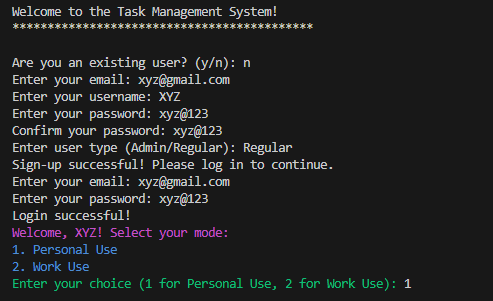 Welcome to the Task Management System!
*******************************************
Are you an existing user? (y/n): n
Enter your email: xyz@gmail.com
Enter your username: XYZ
Enter your password: xyz@123
Confirm your password: xyz@123
Enter user type (Admin/Regular): Regular
Sign-up successful! Please log in to continue.
Enter your email: xyz@gmail.com
Enter your password: xyz@123
Login successful!
Welcome, XYZ! Select your mode:
1. Personal Use
2. Work Use
Enter your choice (1 for Personal Use, 2 for Work Use): 1